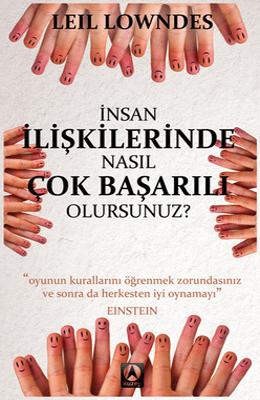 LEIL LOWNDES
İNSAN
İLİŞKİLERİNDE
NASIL
ÇOK BAŞARILI
OLURSUNUZ?
“oyunun kurallarını öğrenmek zorundasınız
ve sonra da herkesten iyi oynamayı”
EINSTEIN